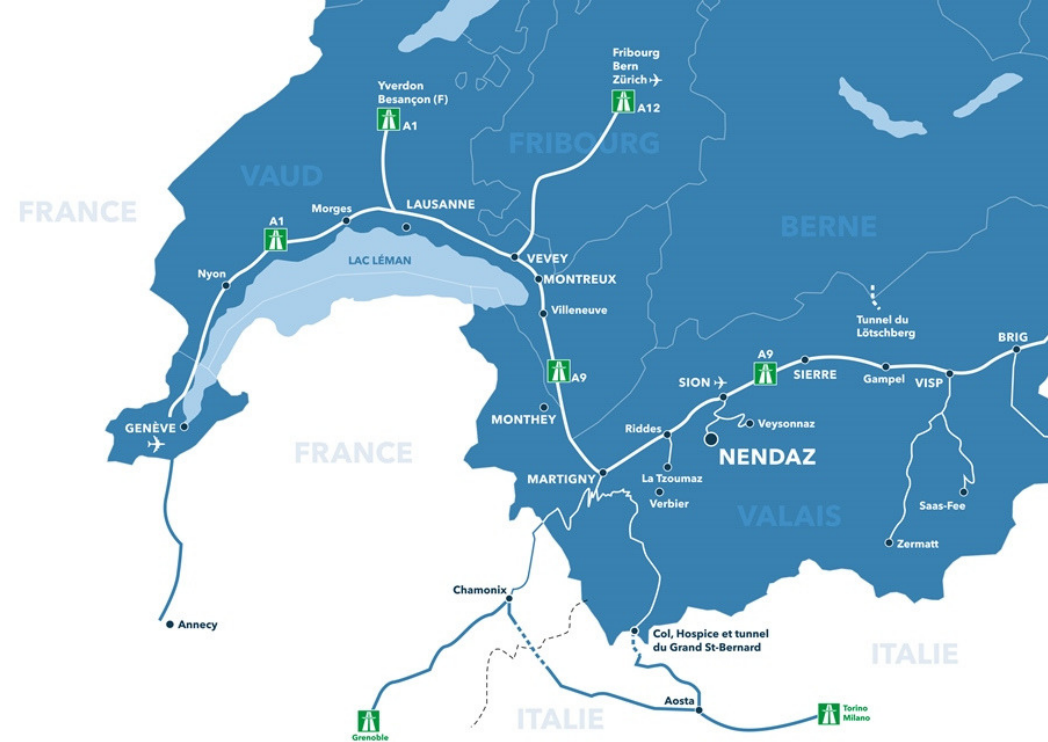 Fribourg
Bern
Zürich
A12
Yverdon
Besançon (F)
A1
FRIBOURG
VAUD
FRANCE
Morges
LAUSANNE
A1
BERNE
LAC LÉMAN
VEVEY
Nyon
MONTREUX
Villeneuve
Tunnel du
Lötschberg
BRIG
A9
A9
SION
SIERRE
Gampel
VISP
MONTHEY
GENÈVE
Riddes
Veysonnaz
FRANCE
NENDAZ
MARTIGNY
La Tzoumaz
Verbier
Saas-Fee
VALAIS
Zermatt
Chamonix
Annecy
Col, Hospice et tunnel
du Grand St-Bernard
ITALIE
Aosta
ITALIE
Torino
Milano
Grenoble